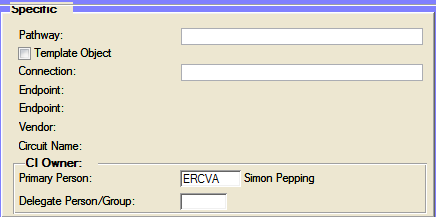 Specific
Pathway:
Template Object
Connection:
Endpoint:
Endpoint:
Vendor:
Circuit Name:
CI Owner:
Primary Person: ERCVA Simon Pepping
Delegate Person/Group: